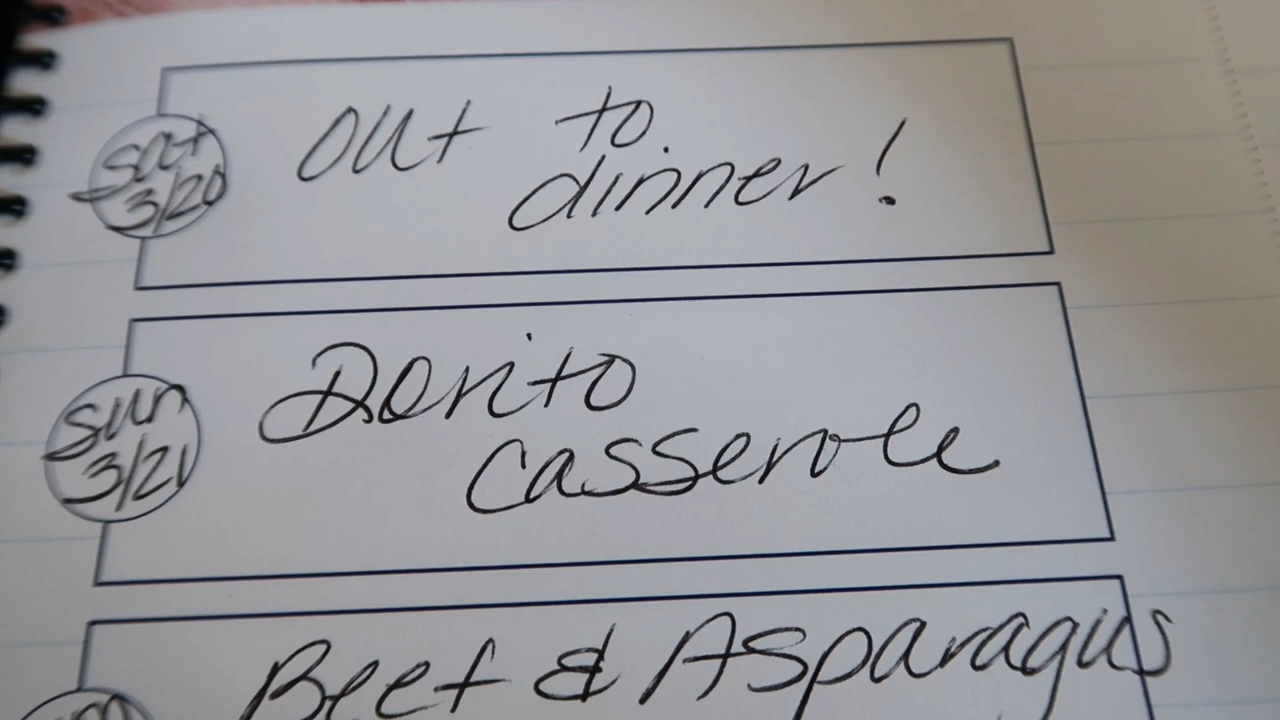 Sat
3/20
Out to
dinner!
Sun
3/21
Dorito
Casserole
Beef & Asparagus